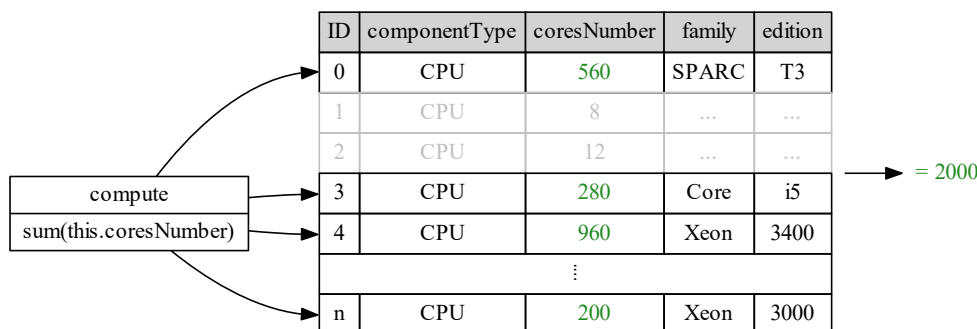 ID componentType coresNumber family edition
0 CPU 560 SPARC T3
1 CPU 8 ... ...
2 CPU 12 ... ...
= 2000
compute
3 CPU 280 Core i5
sum(this.coresNumber)
4 CPU 960 Xeon 3400
⋮
n CPU 200 Xeon 3000